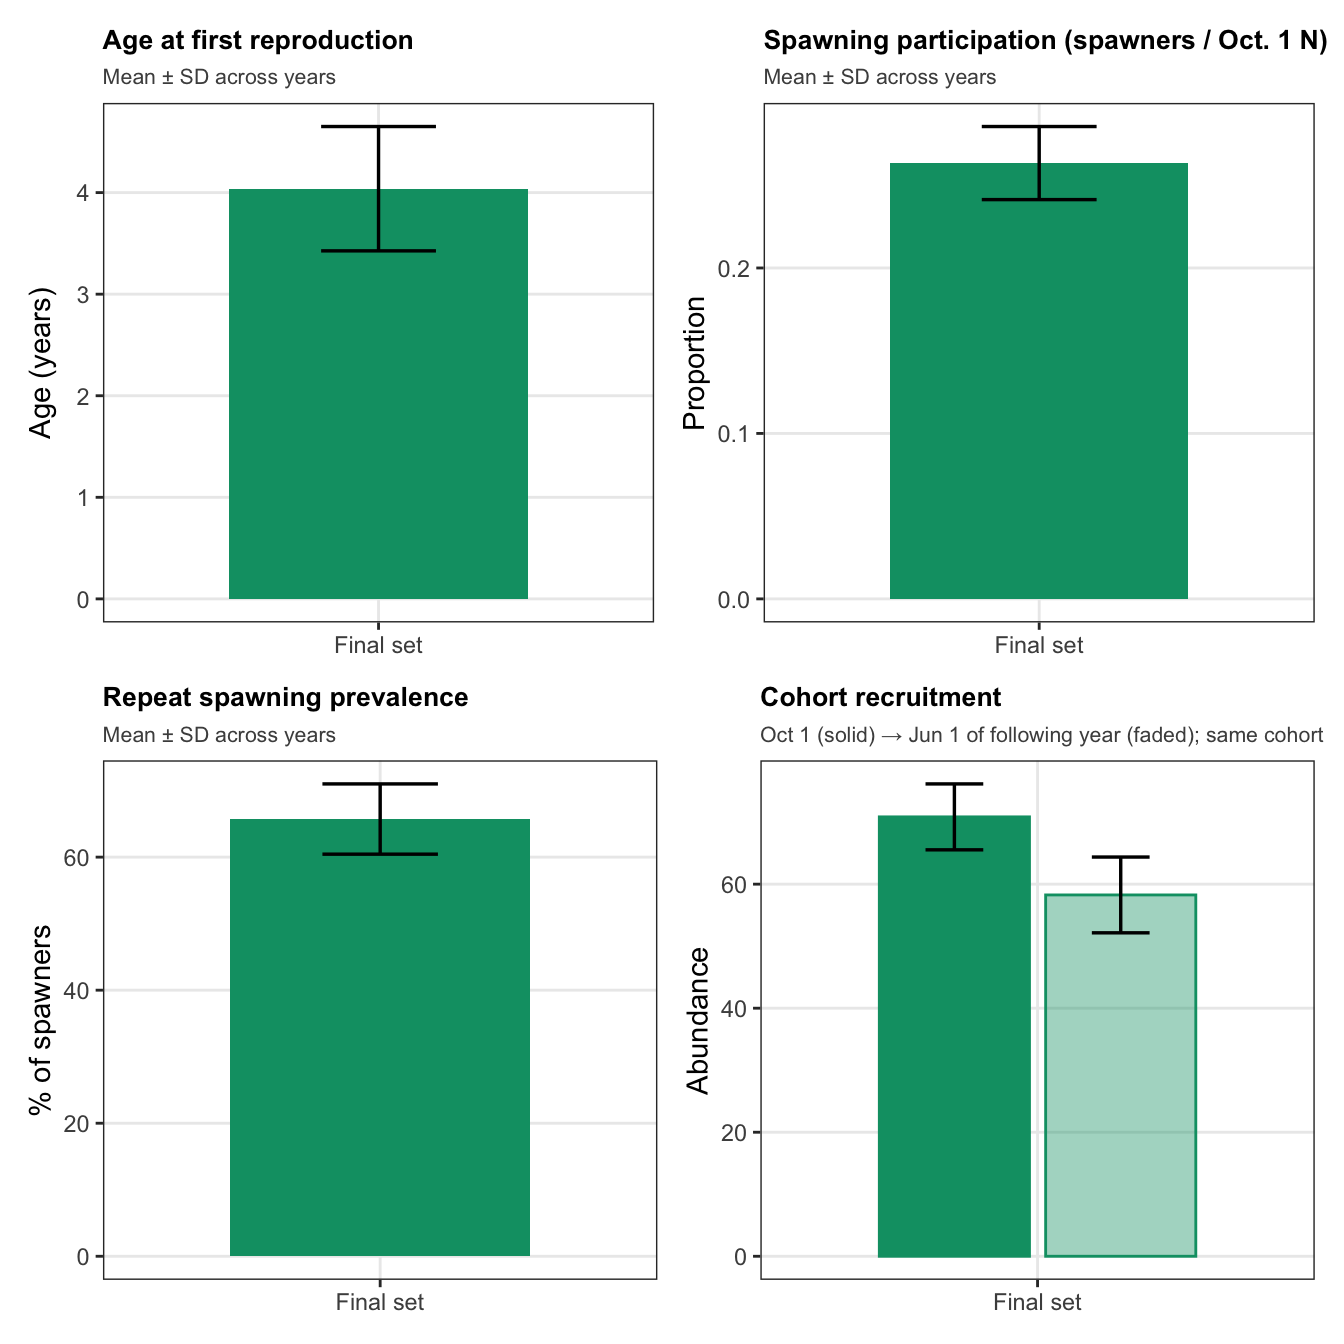 Age at first reproduction
Mean ± SD across years
Age (years)
4
3
2
1
0
Final set
Spawning participation (spawners / Oct. 1 N)
Mean ± SD across years
Proportion
0.2
0.1
0.0
Final set
Repeat spawning prevalence
Mean ± SD across years
% of spawners
60
40
20
0
Final set
Cohort recruitment
Oct 1 (solid) → Jun 1 of following year (faded); same cohort
Abundance
60
40
20
0
Final set